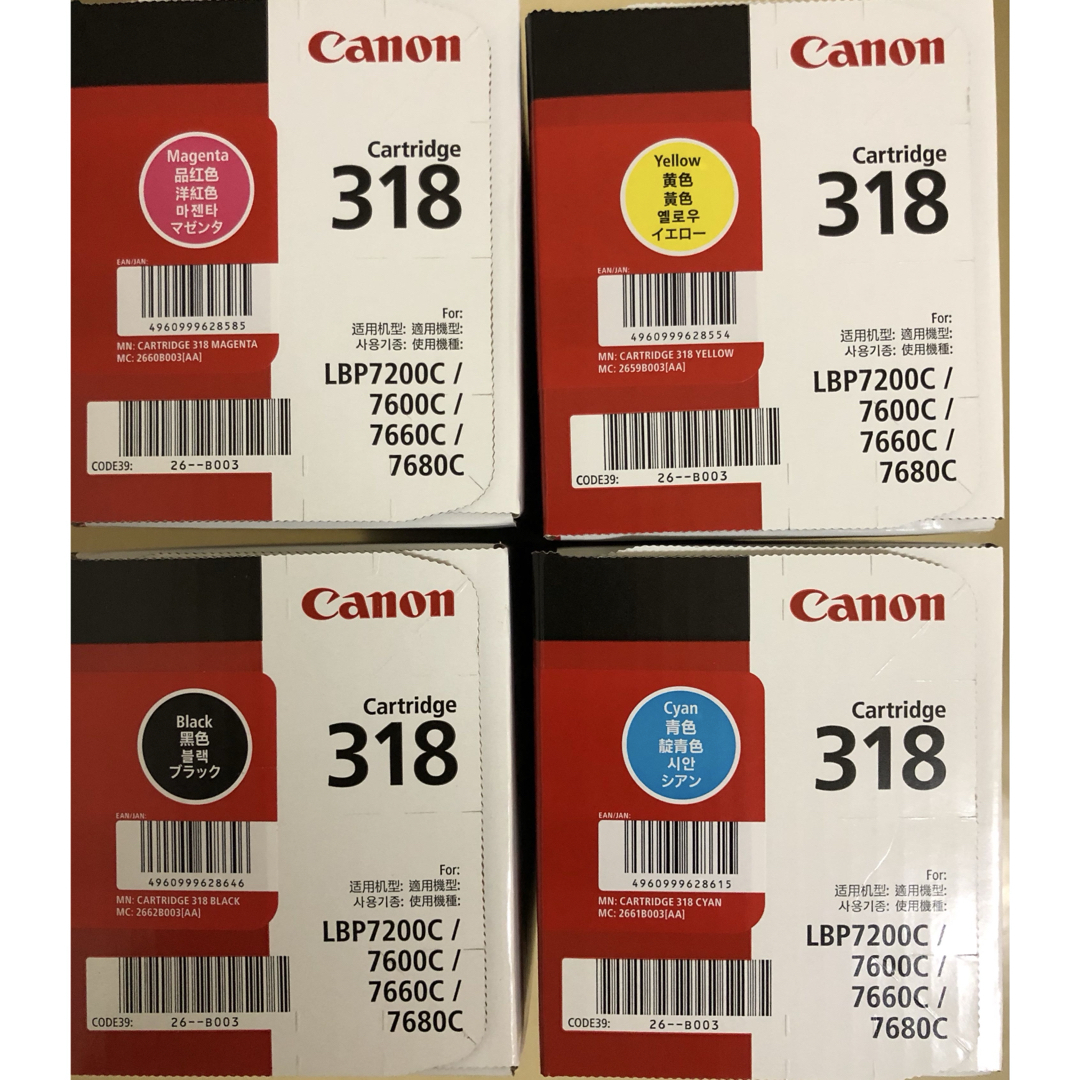 Canon
Magenta
品红色
洋紅色
마젠타
マゼンタ
Cartridge
318
EAN/JAN:
4960999628585
MN: CARTRIDGE 318 MAGENTA
MC: 2660B003[AA]
For:
适用机型: 適用機型:
사용기종: 使用機種:
LBP7200C /
7600C /
7660C /
7680C
CODE39:
26--B003
Canon
Yellow
黄色
黃色
옐로우
イエロー
Cartridge
318
EAN/JAN:
4960999628554
MN: CARTRIDGE 318 YELLOW
MC: 2659B003[AA]
For:
适用机型: 適用機型:
사용기종: 使用機種:
LBP7200C /
7600C /
7660C /
7680C
CODE39:
26--B003
Canon
Black
黑色
블랙
ブラック
Cartridge
318
EAN/JAN:
4960999628646
MN: CARTRIDGE 318 BLACK
MC: 2662B003[AA]
For:
适用机型: 適用機型:
사용기종: 使用機種:
LBP7200C /
7600C /
7660C /
7680C
CODE39:
26--B003
Canon
Cyan
青色
靛青色
시안
シアン
Cartridge
318
EAN/JAN:
4960999628615
MN: CARTRIDGE 318 CYAN
MC: 2661B003[AA]
For:
适用机型: 適用機型:
사용기종: 使用機種:
LBP7200C /
7600C /
7660C /
7680C
CODE39:
26--B003